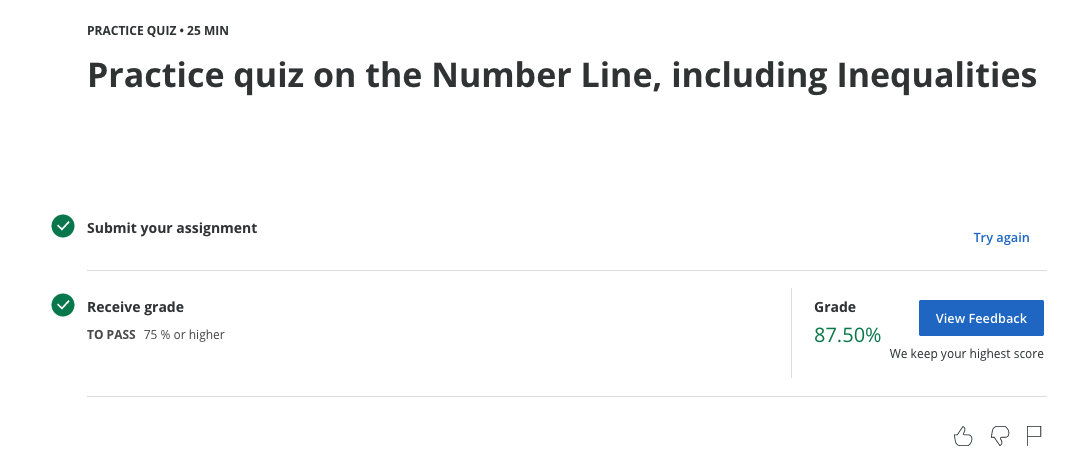 PRACTICE QUIZ • 25 MIN
Practice quiz on the Number Line, including Inequalities
Submit your assignment
Try again
Receive grade
TO PASS 75 % or higher
Grade
87.50%
View Feedback
We keep your highest score